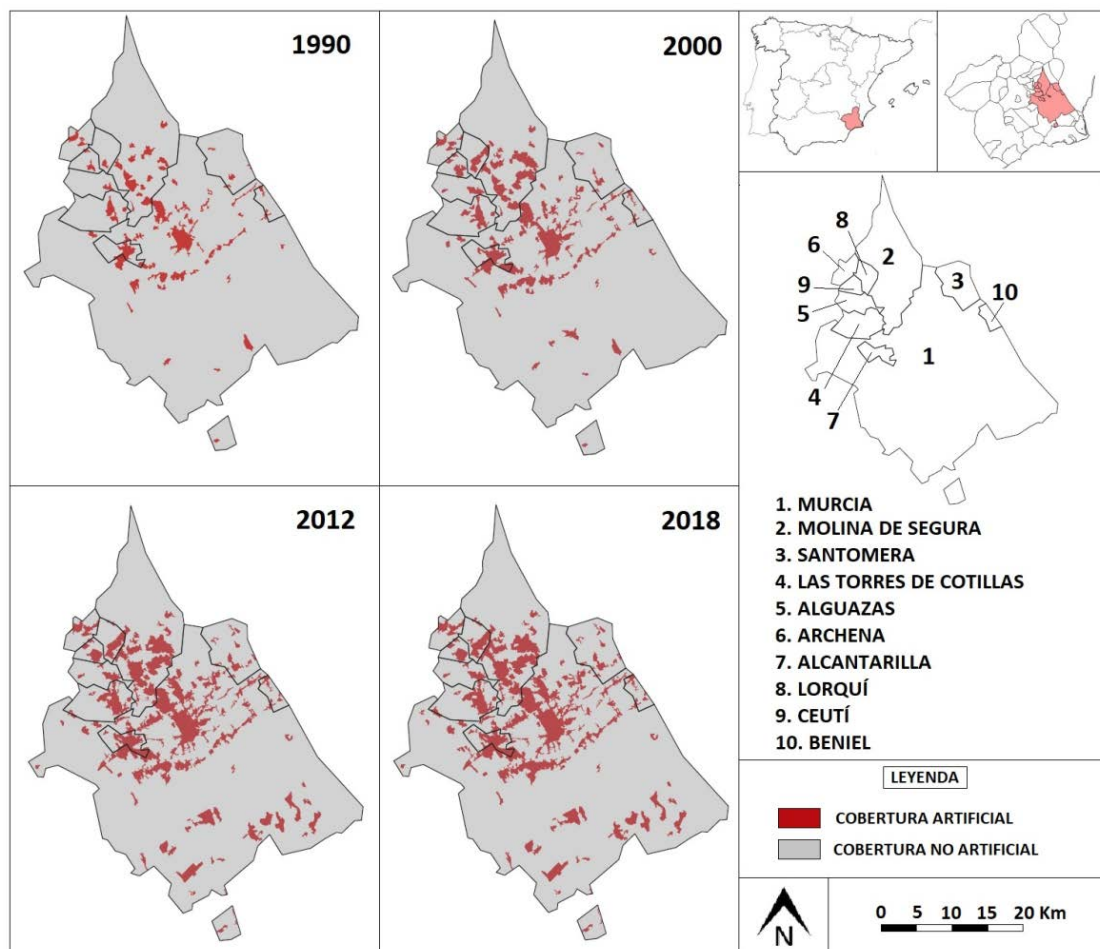 1990
2000
2012
2018
8
6
2
3
9
10
5
1
4
7
1. MURCIA
2. MOLINA DE SEGURA
3. SANTOMERA
4. LAS TORRES DE COTILLAS
5. ALGUAZAS
6. ARCHENA
7. ALCANTARILLA
8. LORQUÍ
9. CEUTÍ
10. BENIEL
LEYENDA
COBERTURA ARTIFICIAL
COBERTURA NO ARTIFICIAL
N
0 5 10 15 20 Km